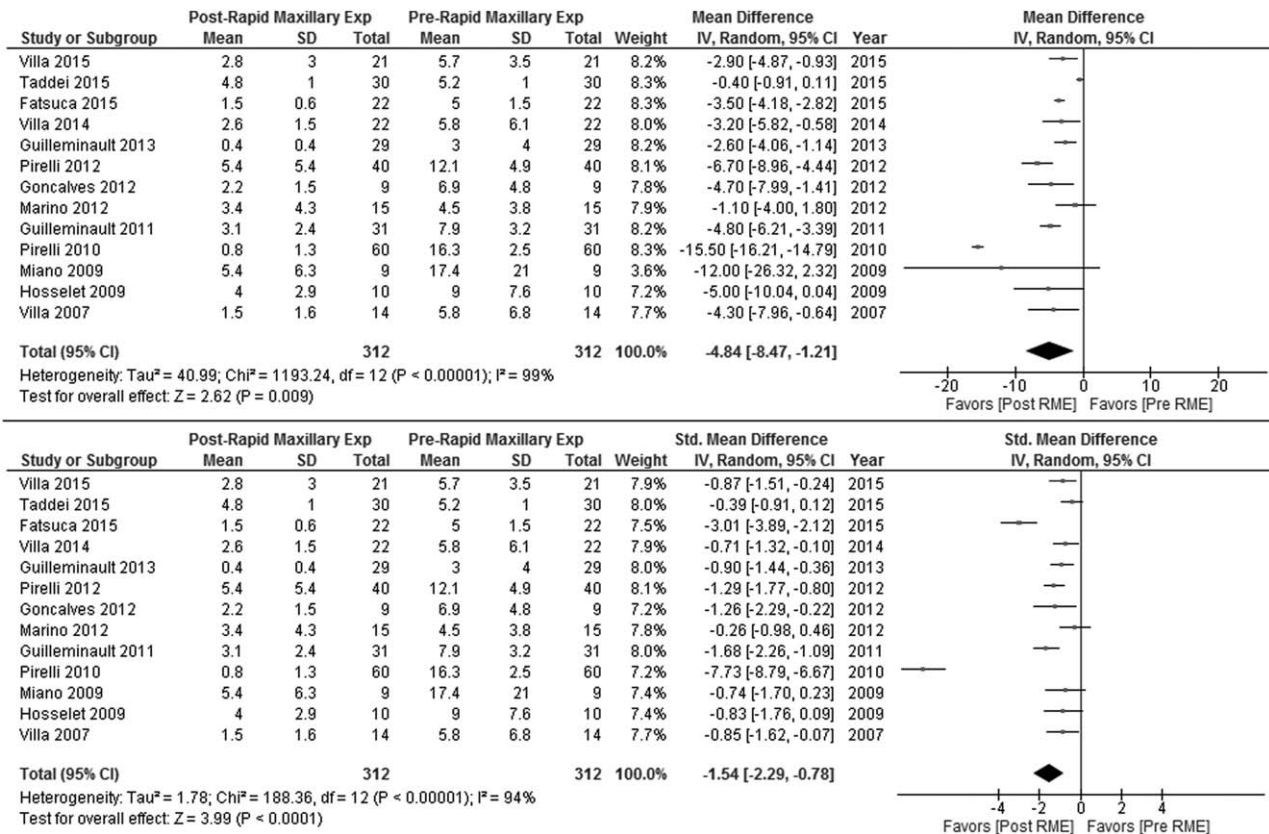 Post-Rapid Maxillary Exp Pre-Rapid Maxillary Exp Mean Difference Mean Difference
Study or Subgroup Mean SD Total Mean SD Total Weight IV, Random, 95% CI Year IV, Random, 95% CI
Villa 2015 2.8 3 21 5.7 3.5 21 8.2% -2.90 [-4.87, -0.93] 2015
Taddei 2015 4.8 1 30 5.2 1 30 8.3% -0.40 [-0.91, 0.11] 2015
Fatsuca 2015 1.5 0.6 22 5 1.5 22 8.3% -3.50 [-4.18, -2.82] 2015
Villa 2014 2.6 1.5 22 5.8 6.1 22 8.0% -3.20 [-5.82, -0.58] 2014
Guilleminault 2013 0.4 0.4 29 3 4 29 8.2% -2.60 [-4.06, -1.14] 2013
Pirelli 2012 5.4 5.4 40 12.1 4.9 40 8.1% -6.70 [-8.96, -4.44] 2012
Goncalves 2012 2.2 1.5 9 6.9 4.8 9 7.8% -4.70 [-7.99, -1.41] 2012
Marino 2012 3.4 4.3 15 4.5 3.8 15 7.9% -1.10 [-4.00, 1.80] 2012
Guilleminault 2011 3.1 2.4 31 7.9 3.2 31 8.2% -4.80 [-6.21, -3.39] 2011
Pirelli 2010 0.8 1.3 60 16.3 2.5 60 8.3% -15.50 [-16.21, -14.79] 2010
Miano 2009 5.4 6.3 9 17.4 21 9 3.6% -12.00 [-26.32, 2.32] 2009
Hosselet 2009 4 2.9 10 9 7.6 10 7.2% -5.00 [-10.04, 0.04] 2009
Villa 2007 1.5 1.6 14 5.8 6.8 14 7.7% -4.30 [-7.96, -0.64] 2007
Total (95% CI) 312 312 100.0% -4.84 [-8.47, -1.21]
Heterogeneity: Tau² = 40.99; Chi² = 1193.24, df = 12 (P < 0.00001); I² = 99%
Test for overall effect: Z = 2.62 (P = 0.009)
-20 -10 0 10 20
Favors [Post RME] Favors [Pre RME]
Post-Rapid Maxillary Exp Pre-Rapid Maxillary Exp Std. Mean Difference Std. Mean Difference
Study or Subgroup Mean SD Total Mean SD Total Weight IV, Random, 95% CI Year IV, Random, 95% CI
Villa 2015 2.8 3 21 5.7 3.5 21 7.9% -0.87 [-1.51, -0.24] 2015
Taddei 2015 4.8 1 30 5.2 1 30 8.0% -0.39 [-0.91, 0.12] 2015
Fatsuca 2015 1.5 0.6 22 5 1.5 22 7.5% -3.01 [-3.89, -2.12] 2015
Villa 2014 2.6 1.5 22 5.8 6.1 22 7.9% -0.71 [-1.32, -0.10] 2014
Guilleminault 2013 0.4 0.4 29 3 4 29 8.0% -0.90 [-1.44, -0.36] 2013
Pirelli 2012 5.4 5.4 40 12.1 4.9 40 8.0% -1.29 [-1.77, -0.80] 2012
Goncalves 2012 2.2 1.5 9 6.9 4.8 9 7.2% -1.26 [-2.29, -0.22] 2012
Marino 2012 3.4 4.3 15 4.5 3.8 15 7.8% -0.26 [-0.98, 0.46] 2012
Guilleminault 2011 3.1 2.4 31 7.9 3.2 31 8.0% -1.68 [-2.26, -1.09] 2011
Pirelli 2010 0.8 1.3 60 16.3 2.5 60 7.2% -7.73 [-8.79, -6.67] 2010
Miano 2009 5.4 6.3 9 17.4 21 9 7.4% -0.74 [-1.70, 0.23] 2009
Hosselet 2009 4 2.9 10 9 7.6 10 7.4% -0.83 [-1.76, 0.09] 2009
Villa 2007 1.5 1.6 14 5.8 6.8 14 7.7% -0.85 [-1.62, -0.07] 2007
Total (95% CI) 312 312 100.0% -1.54 [-2.29, -0.78]
Heterogeneity: Tau² = 1.78; Chi² = 188.36, df = 12 (P < 0.00001); I² = 94%
Test for overall effect: Z = 3.99 (P < 0.0001)
-4 -2 0 2 4
Favors [Post RME] Favors [Pre RME]